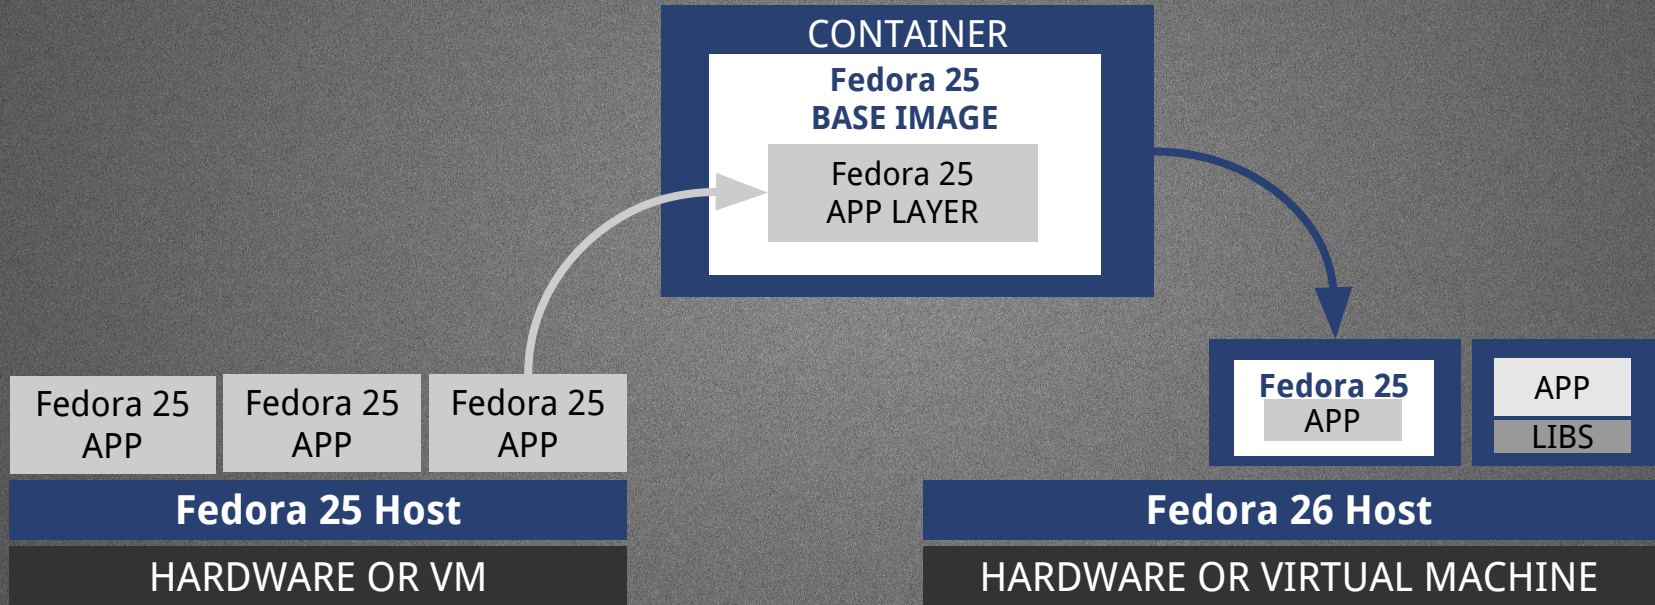 CONTAINER
Fedora 25
BASE IMAGE
Fedora 25
APP LAYER
Fedora 25
APP
Fedora 25
APP
Fedora 25
APP
Fedora 25 Host
HARDWARE OR VM
Fedora 25
APP
APP
LIBS
Fedora 26 Host
HARDWARE OR VIRTUAL MACHINE